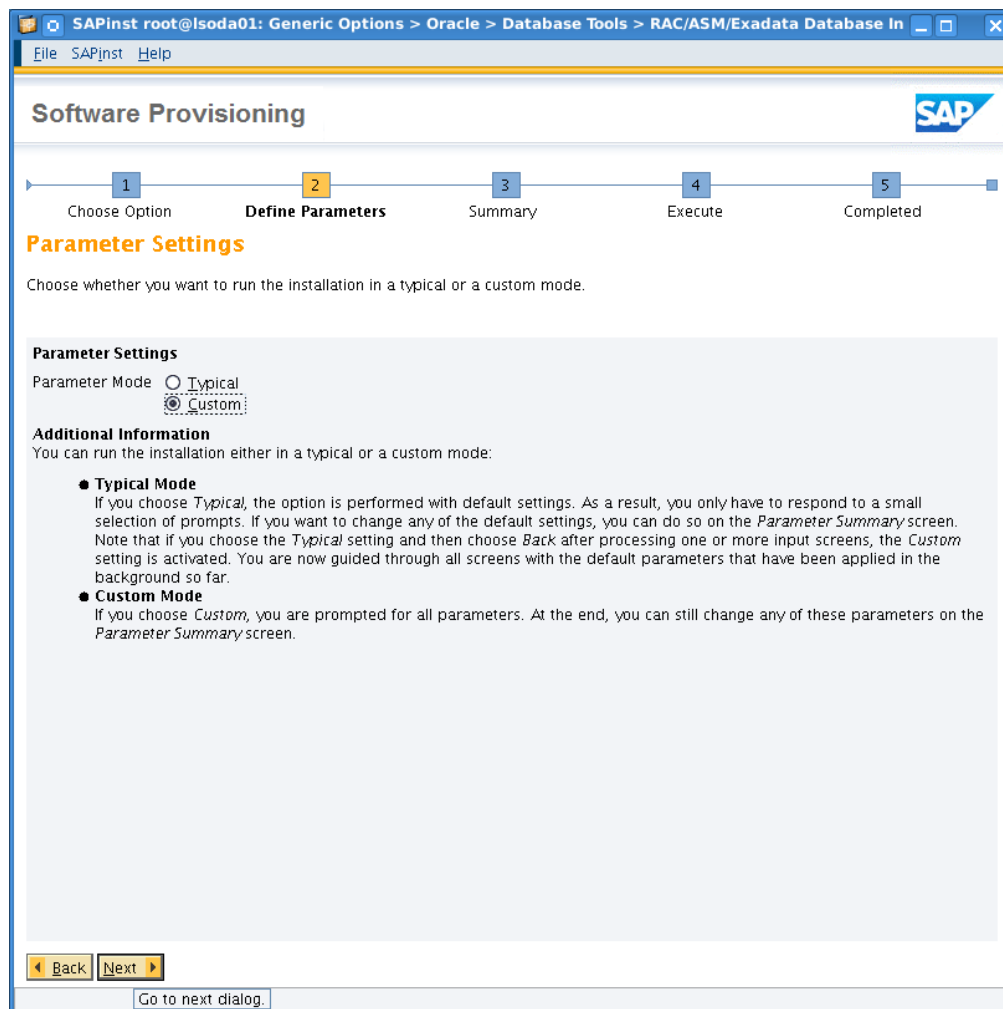 SAPinst root@lsoda01: Generic Options > Oracle > Database Tools > RAC/ASM/Exadata Database In
File SAPinst Help
Software Provisioning
SAP
1 2 3 4 5
Choose Option Define Parameters Summary Execute Completed
Parameter Settings
Choose whether you want to run the installation in a typical or a custom mode.
Parameter Settings
Parameter Mode Typical
Custom
Additional Information
You can run the installation either in a typical or a custom mode:
Typical Mode
If you choose Typical, the option is performed with default settings. As a result, you only have to respond to a small
selection of prompts. If you want to change any of the default settings, you can do so on the Parameter Summary screen.
Note that if you choose the Typical setting and then choose Back after processing one or more input screens, the Custom
setting is activated. You are now guided through all screens with the default parameters that have been applied in the
background so far.
Custom Mode
If you choose Custom, you are prompted for all parameters. At the end, you can still change any of these parameters on the
Parameter Summary screen.
Back Next
Go to next dialog.